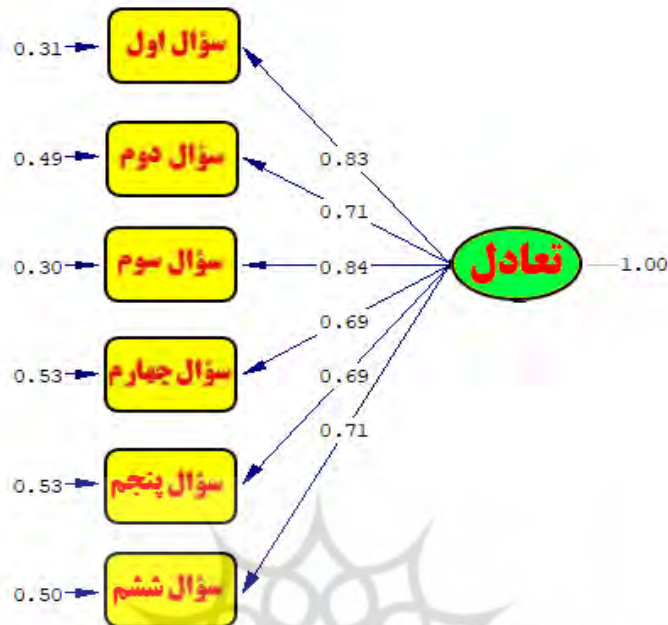 0.31
سؤال اول
0.83
0.49
سؤال دوم
0.71
0.30
سؤال سوم
0.84
تعادل
1.00
0.69
0.53
سؤال چهارم
0.69
0.71
0.53
سؤال پنجم
0.50
سؤال ششم